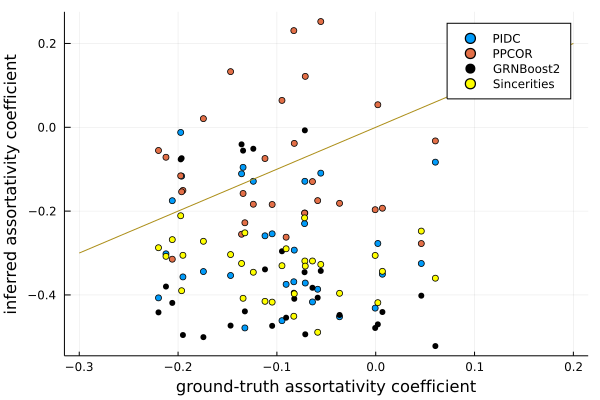 inferred assortativity coefficient
0.2
0.0
−0.2
−0.4
PIDC
PPCOR
GRNBoost2
Sincerities
−0.3
−0.2
−0.1
0.0
0.1
0.2
ground-truth assortativity coefficient